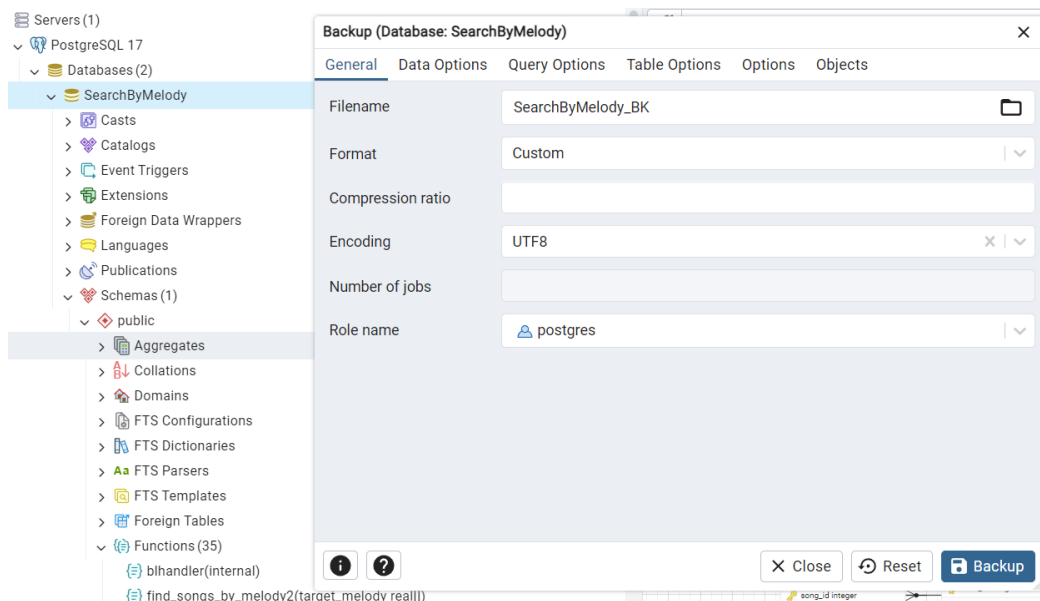 Servers (1)
PostgreSQL 17
Databases (2)
SearchByMelody
Casts
Catalogs
Event Triggers
Extensions
Foreign Data Wrappers
Languages
Publications
Schemas (1)
public
Aggregates
Collations
Domains
FTS Configurations
FTS Dictionaries
Aa FTS Parsers
FTS Templates
Foreign Tables
Functions (35)
blhandler(internal)
find_songs_by_melody2(target_melody real[])
Backup (Database: SearchByMelody)
General Data Options Query Options Table Options Options Objects
Filename SearchByMelody_BK
Format Custom
Compression ratio
Encoding UTF8
Number of jobs
Role name postgres
Close Reset Backup
song_id integer